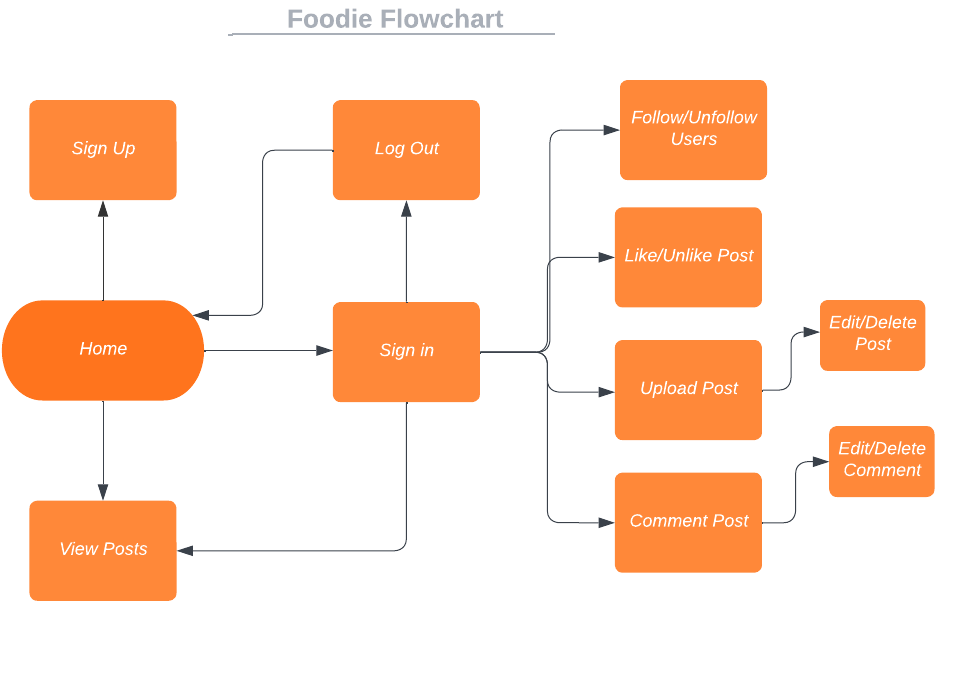 Foodie Flowchart
Sign Up
Log Out
Follow/Unfollow
Users
Like/Unlike Post
Home
Sign in
Edit/Delete
Post
Upload Post
Edit/Delete
Comment
View Posts
Comment Post